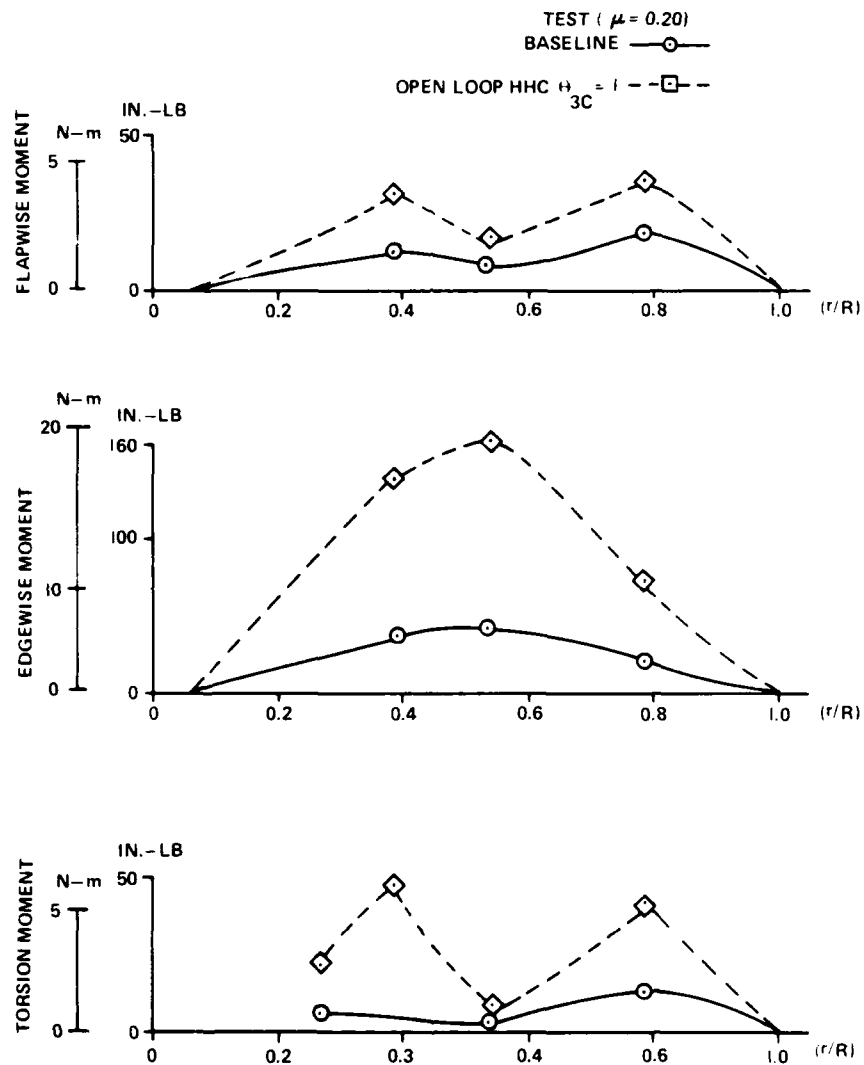 TEST ( μ = 0.20)
BASELINE
OPEN LOOP HHC
3C
FLAPWISE MOMENT
N-m
IN.-LB
5
0
50
0
0 0.2 0.4 0.6 0.8 1.0 (r/R)
EDGEWISE MOMENT
N-m
IN.-LB
20
10
0
160
100
0
0 0.2 0.4 0.6 0.8 1.0 (r/R)
TORSION MOMENT
N-m
IN.-LB
5
0
50
0
0 0.2 0.3 0.4 0.6 1.0 (r/R)